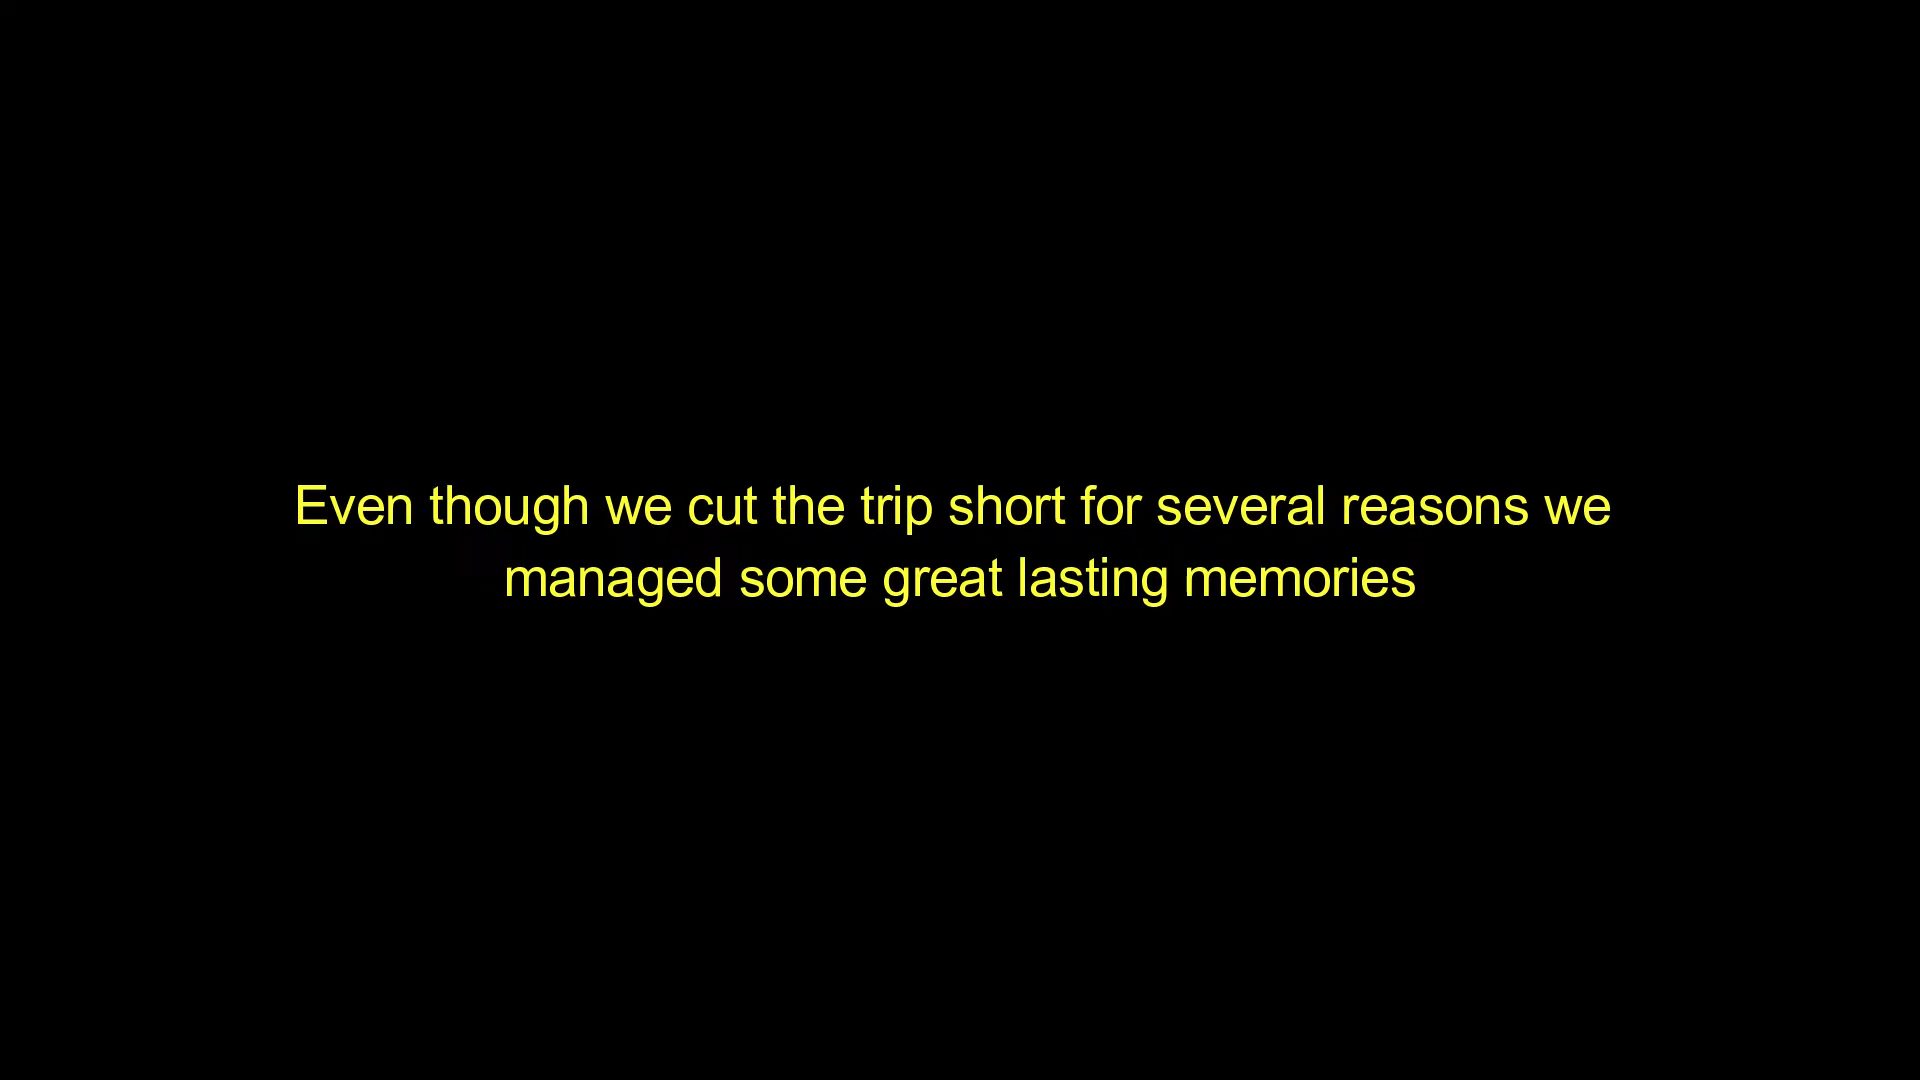 Even though we cut the trip short for several reasons we
managed some great lasting memories